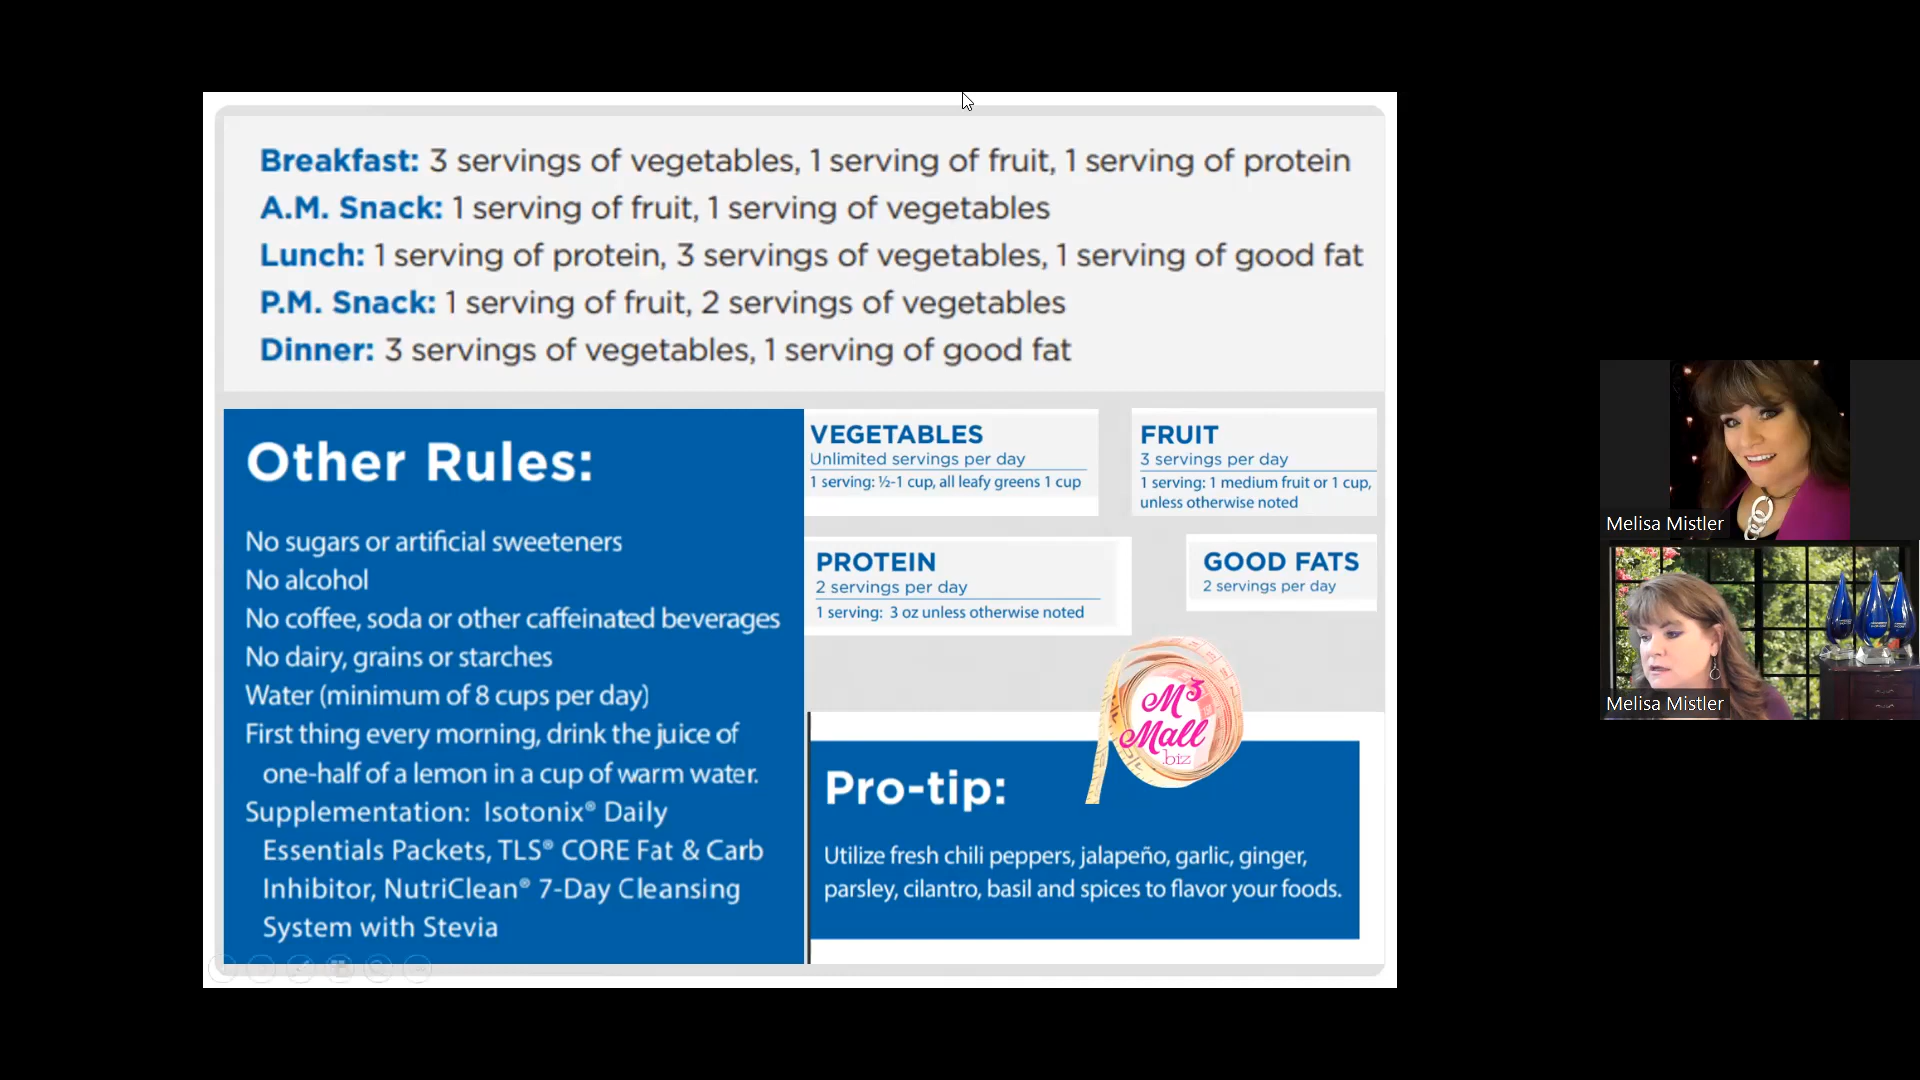 Breakfast: 3 servings of vegetables, 1 serving of fruit, 1 serving of protein
A.M. Snack: 1 serving of fruit, 1 serving of vegetables
Lunch: 1 serving of protein, 3 servings of vegetables, 1 serving of good fat
P.M. Snack: 1 serving of fruit, 2 servings of vegetables
Dinner: 3 servings of vegetables, 1 serving of good fat
Other Rules:
No sugars or artificial sweeteners
No alcohol
No coffee, soda or other caffeinated beverages
No dairy, grains or starches
Water (minimum of 8 cups per day)
First thing every morning, drink the juice of
one-half of a lemon in a cup of warm water.
Supplementation: Isotonix® Daily
Essentials Packets, TLS® CORE Fat & Carb
Inhibitor, NutriClean® 7-Day Cleansing
System with Stevia
VEGETABLES
Unlimited servings per day
1 serving: ½-1 cup, all leafy greens 1 cup
FRUIT
3 servings per day
1 serving: 1 medium fruit or 1 cup,
unless otherwise noted
PROTEIN
2 servings per day
1 serving: 3 oz unless otherwise noted
GOOD FATS
2 servings per day
M3
Mall
.biz
Pro-tip:
Utilize fresh chili peppers, jalapeño, garlic, ginger,
parsley, cilantro, basil and spices to flavor your foods.
Melisa Mistler
Melisa Mistler